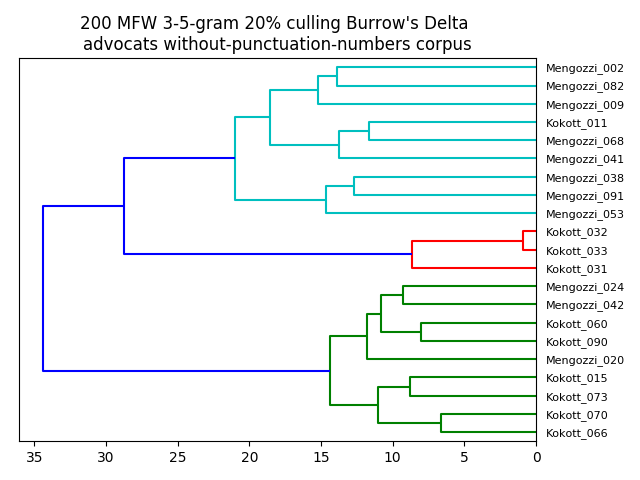 200 MFW 3-5-gram 20% culling Burrow's Delta
advocats without-punctuation-numbers corpus
Mengozzi_002
Mengozzi_082
Mengozzi_009
Kokott_011
Mengozzi_068
Mengozzi_041
Mengozzi_038
Mengozzi_091
Mengozzi_053
Kokott_032
Kokott_033
Kokott_031
Mengozzi_024
Mengozzi_042
Kokott_060
Kokott_090
Mengozzi_020
Kokott_015
Kokott_073
Kokott_070
Kokott_066
35 30 25 20 15 10 5 0